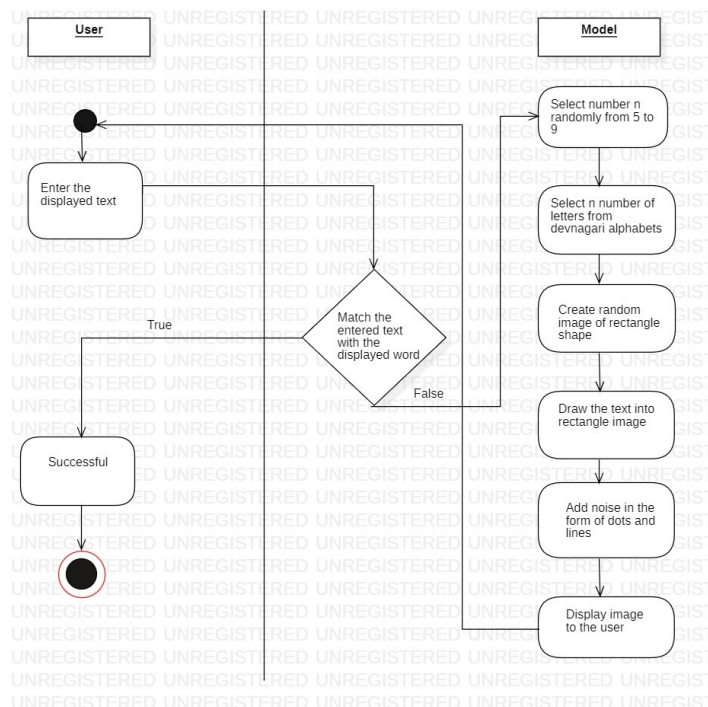 User
Model
Select number n
randomly from 5 to
9
Enter the
displayed text
Select n number of
letters from
devnagari alphabets
Create random
image of rectangle
shape
True
Match the
entered text
with the
displayed word
False
Draw the text into
rectangle image
Successful
Add noise in the
form of dots and
lines
Display image
to the user
UNREGISTERED